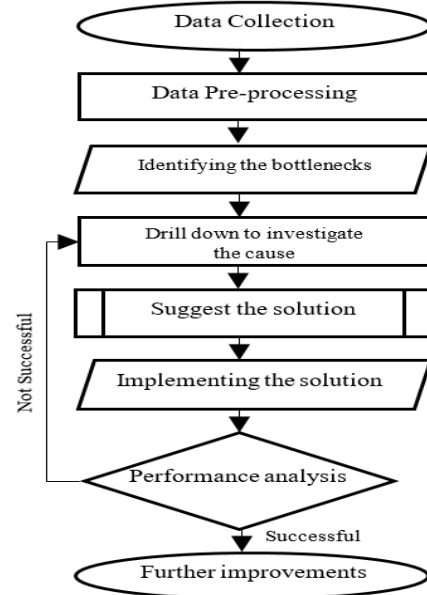 Data Collection
Data Pre-processing
Identifying the bottlenecks
Drill down to investigate
the cause
Suggest the solution
Implementing the solution
Not Successful
Performance analysis
Successful
Further improvements